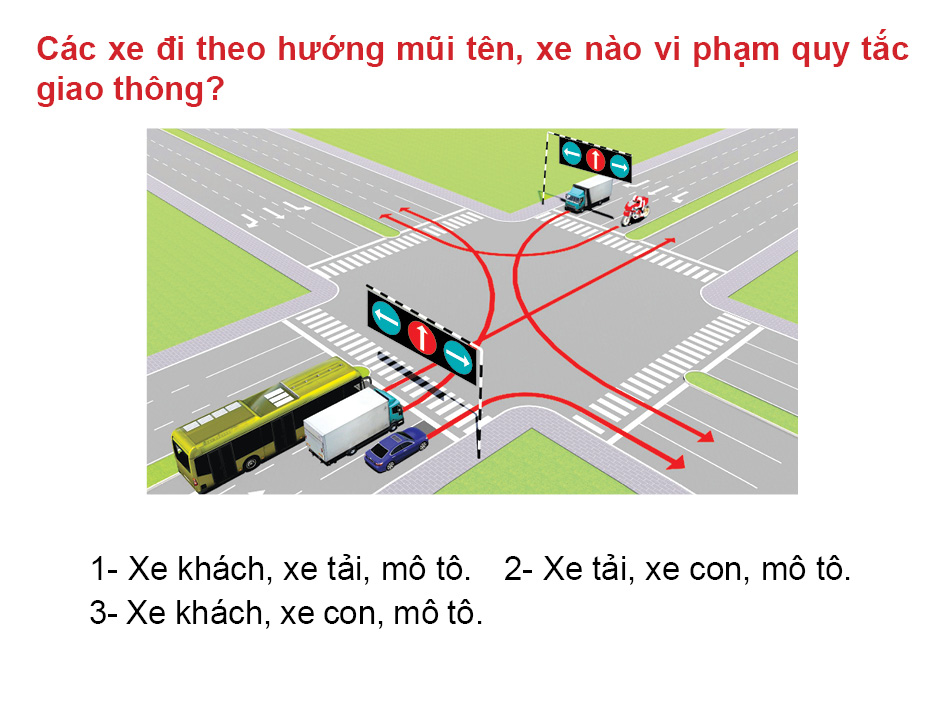 Các xe đi theo hướng mũi tên, xe nào vi phạm quy tắc
giao thông?
1- Xe khách, xe tải, mô tô. 2- Xe tải, xe con, mô tô.
3- Xe khách, xe con, mô tô.